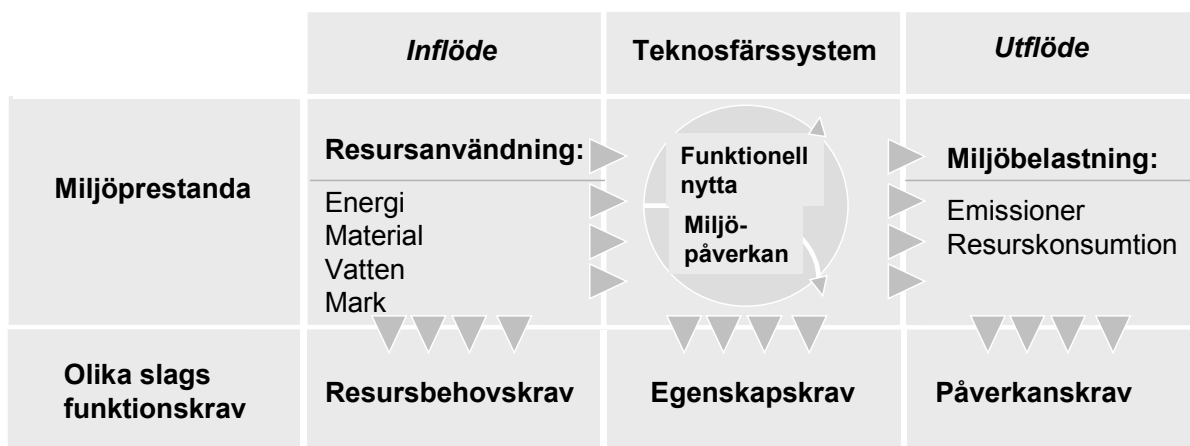 Inflöde
Teknosfärssystem
Utflöde
Miljöprestanda
Resursanvändning:
Energi
Material
Vatten
Mark
Funktionell
nytta
Miljö-
påverkan
Miljöbelastning:
Emissioner
Resurskonsumtion
Olika slags
funktionskrav
Resursbehovskrav
Egenskapskrav
Påverkanskrav